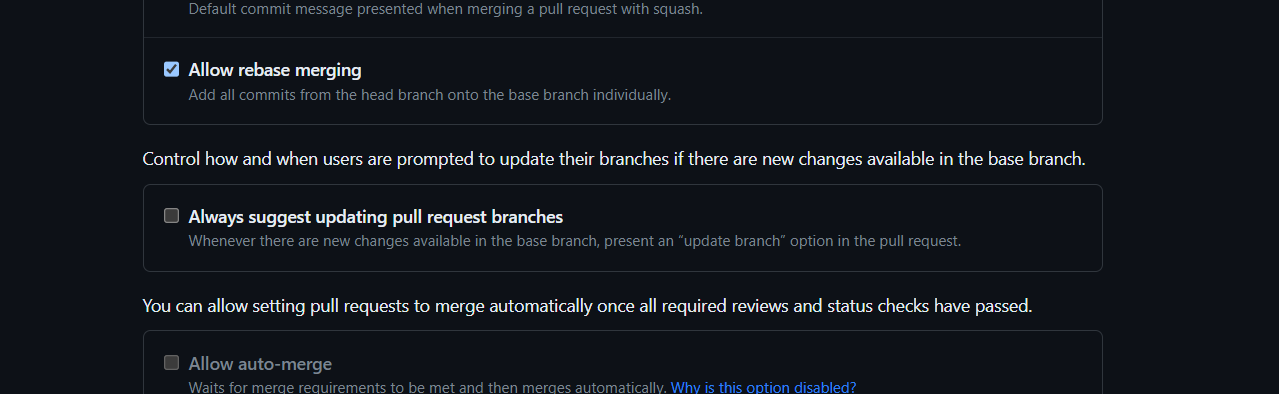 Default commit message presented when merging a pull request with squash.
Allow rebase merging
Add all commits from the head branch onto the base branch individually.
Control how and when users are prompted to update their branches if there are new changes available in the base branch.
Always suggest updating pull request branches
Whenever there are new changes available in the base branch, present an “update branch” option in the pull request.
You can allow setting pull requests to merge automatically once all required reviews and status checks have passed.
Allow auto-merge
Waits for merge requirements to be met and then merges automatically. Why is this option disabled?